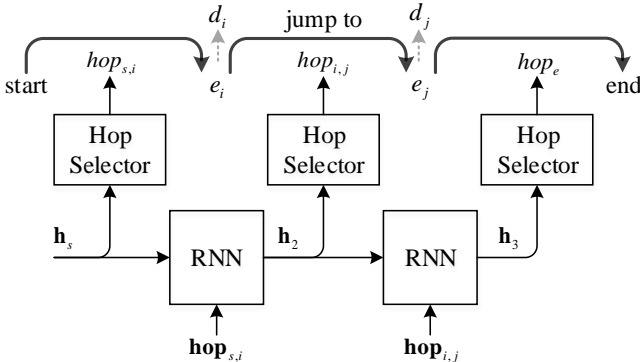 d_i jump to d_j
hop_{s,i} hop_{i,j} hop_e
start e_i e_j end
Hop Selector Hop Selector Hop Selector
h_s h_2 h_3
RNN RNN
hop_{s,i} hop_{i,j}